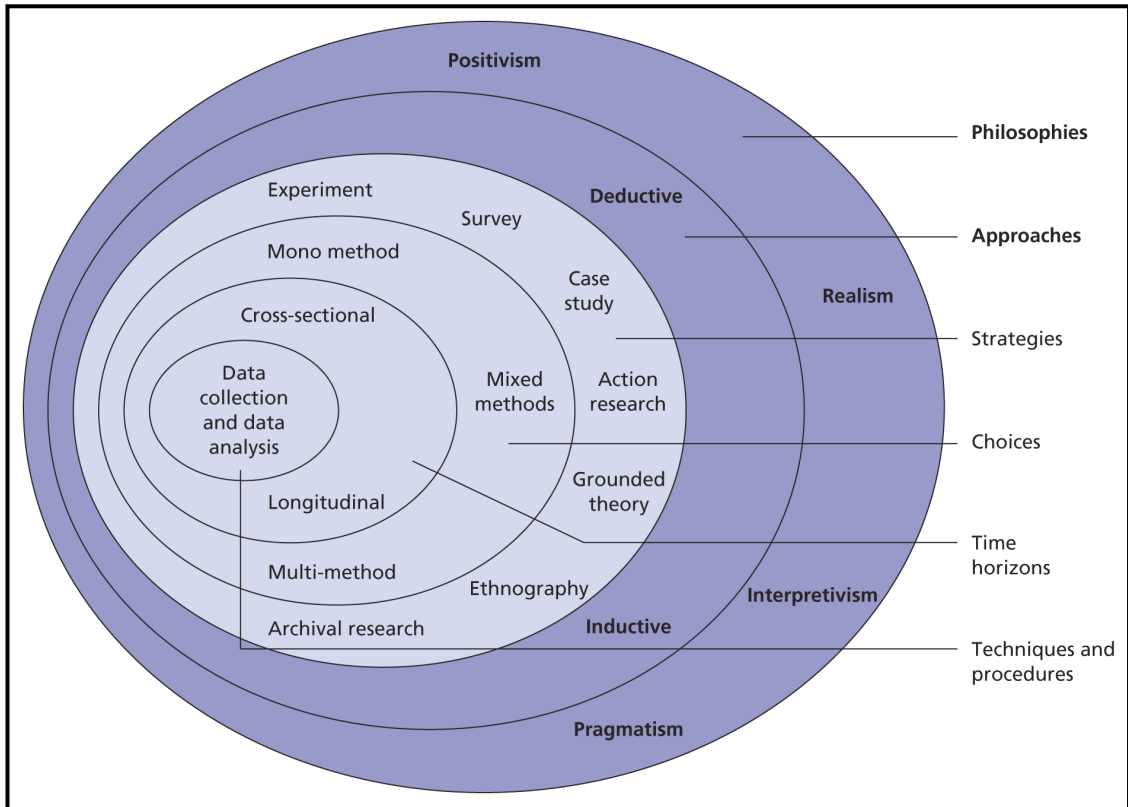 Positivism
Philosophies
Experiment
Deductive
Survey
Approaches
Mono method
Case
study
Realism
Cross-sectional
Strategies
Data
collection
and data
analysis
Mixed
methods
Action
research
Choices
Grounded
theory
Longitudinal
Time
horizons
Multi-method
Ethnography
Interpretivism
Archival research
Inductive
Techniques and
procedures
Pragmatism